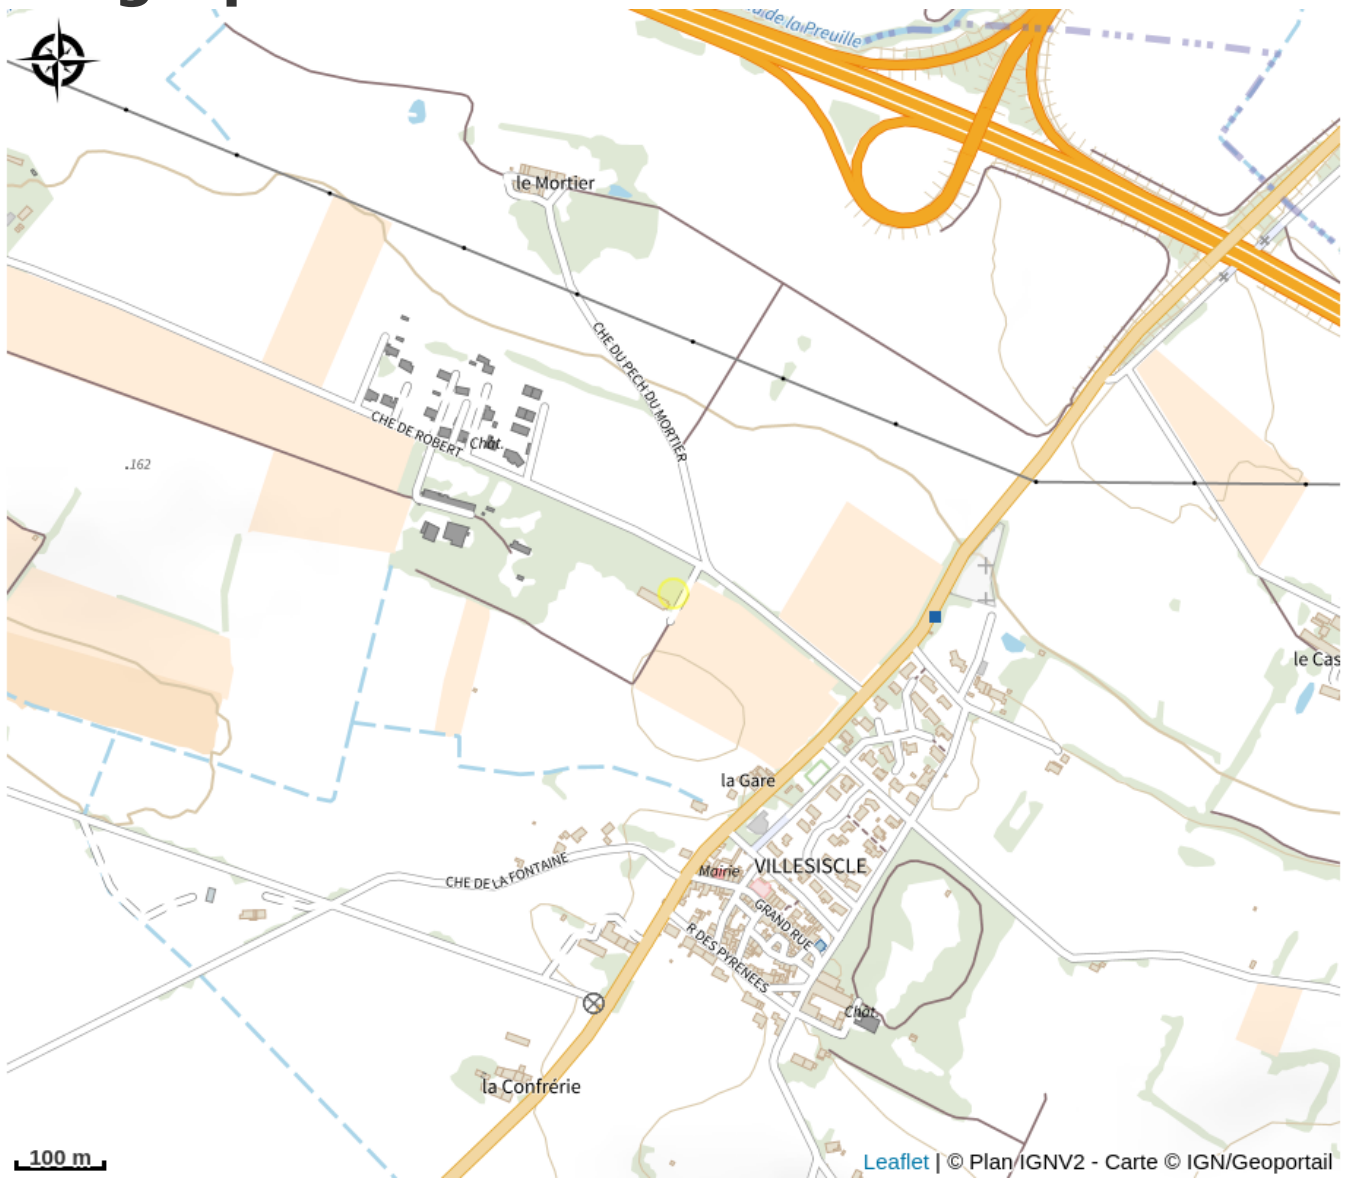 de la Preuille
le Mortier
CHE DU PECH DU MORTIER
CHE DE ROBERT
Chât.
.162
le Cas
la Gare
VILLESISCLE
Mairie
CHE DE LA FONTAINE
GRAND RUE
R DES PYRENEES
Chât.
la Confrérie
100 m
Leaflet | © Plan IGNV2 - Carte © IGN/Geoportail